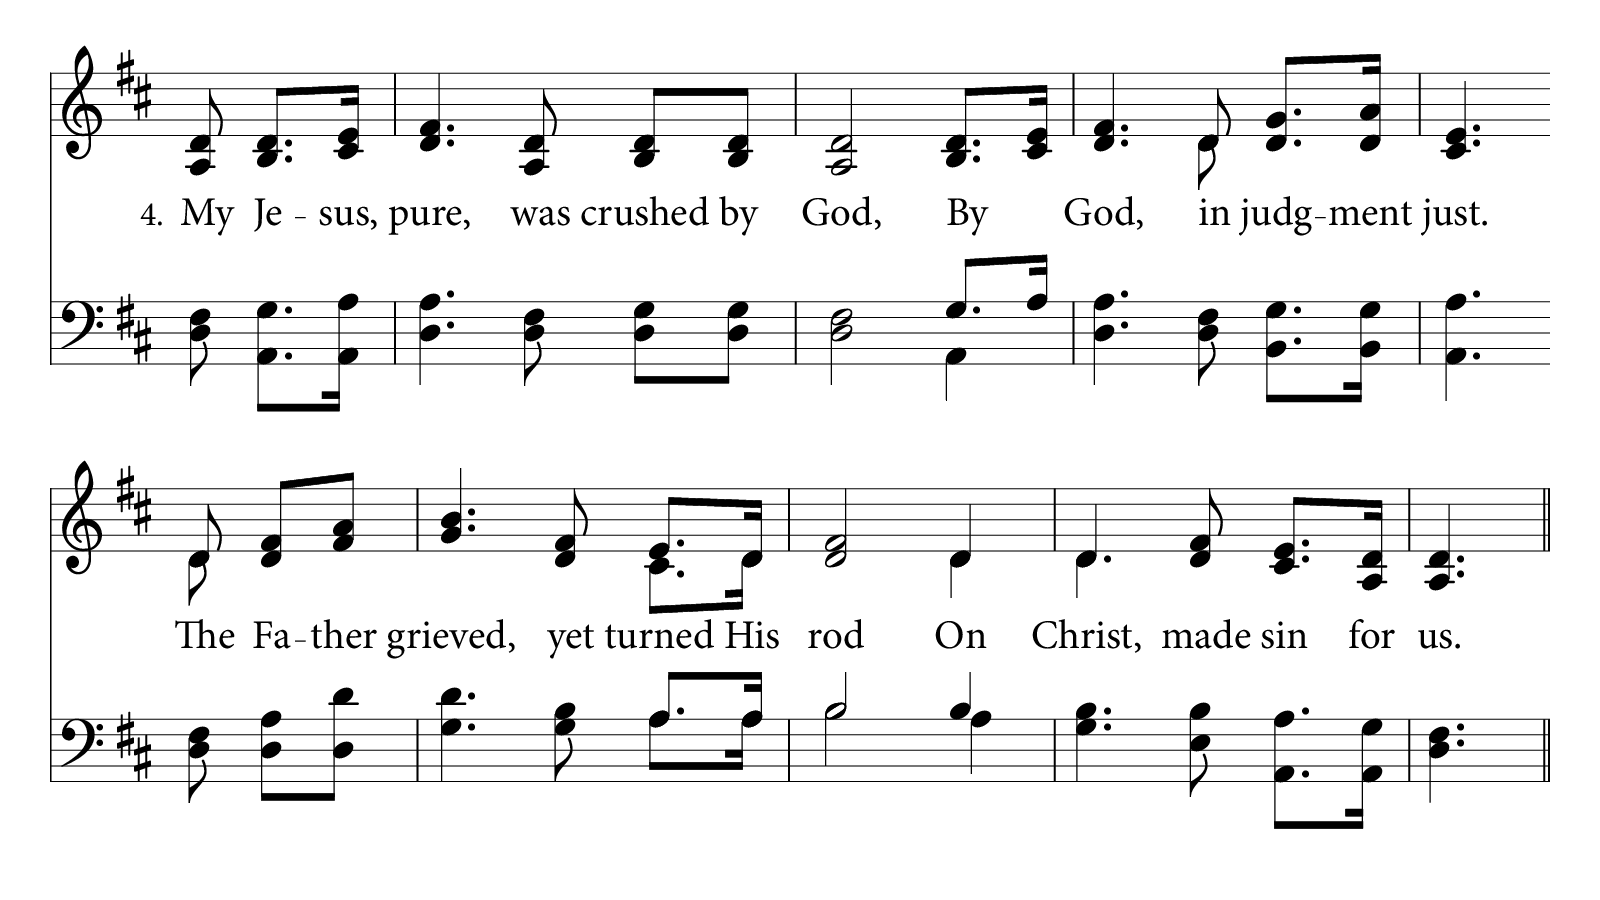 4. My Je - sus, pure, was crushed by God, By God, in judg-ment just.
The Fa-ther grieved, yet turned His rod On Christ, made sin for us.